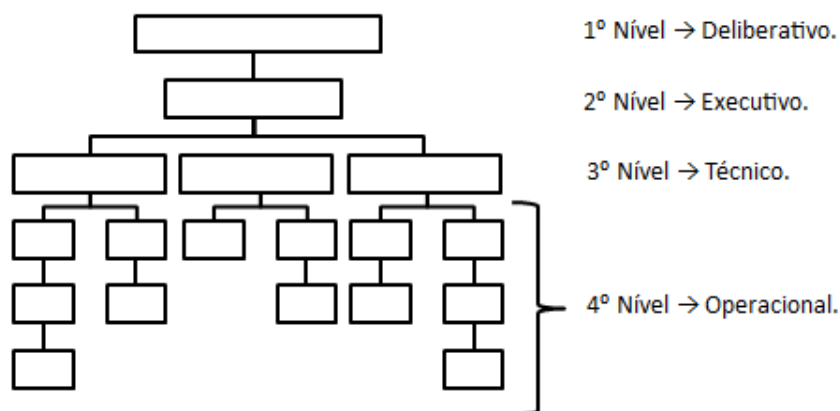 1º Nível → Deliberativo.
2º Nível → Executivo.
3º Nível → Técnico.
4º Nível → Operacional.